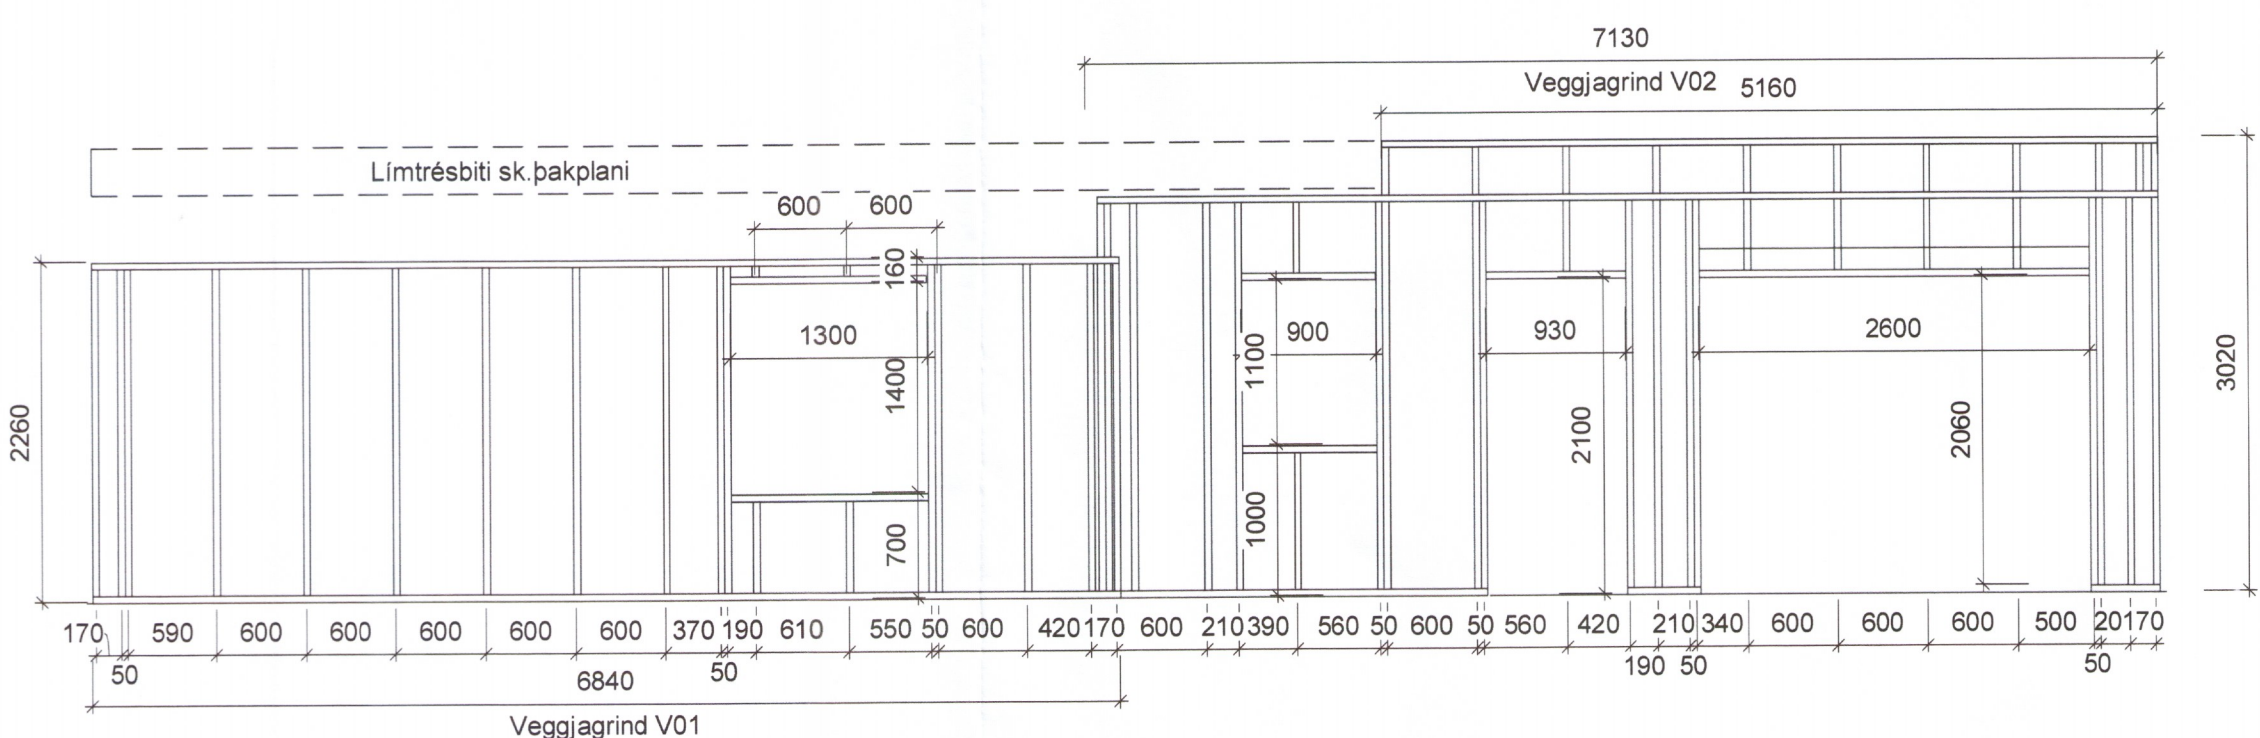 7130
Veggjagrind V02 5160
Límtrésbiti sk.þakplani
600 600
160
1300 900 930 2600
1400 1100
2260 2100 2060 3020
700 1000
170 590 600 600 600 600 600 370 190 610 550 50 600 420 170 600 210 390 560 50 600 50 560 420 210 340 600 600 600 500 20 170
50 50 190 50 50
6840
Veggjagrind V01